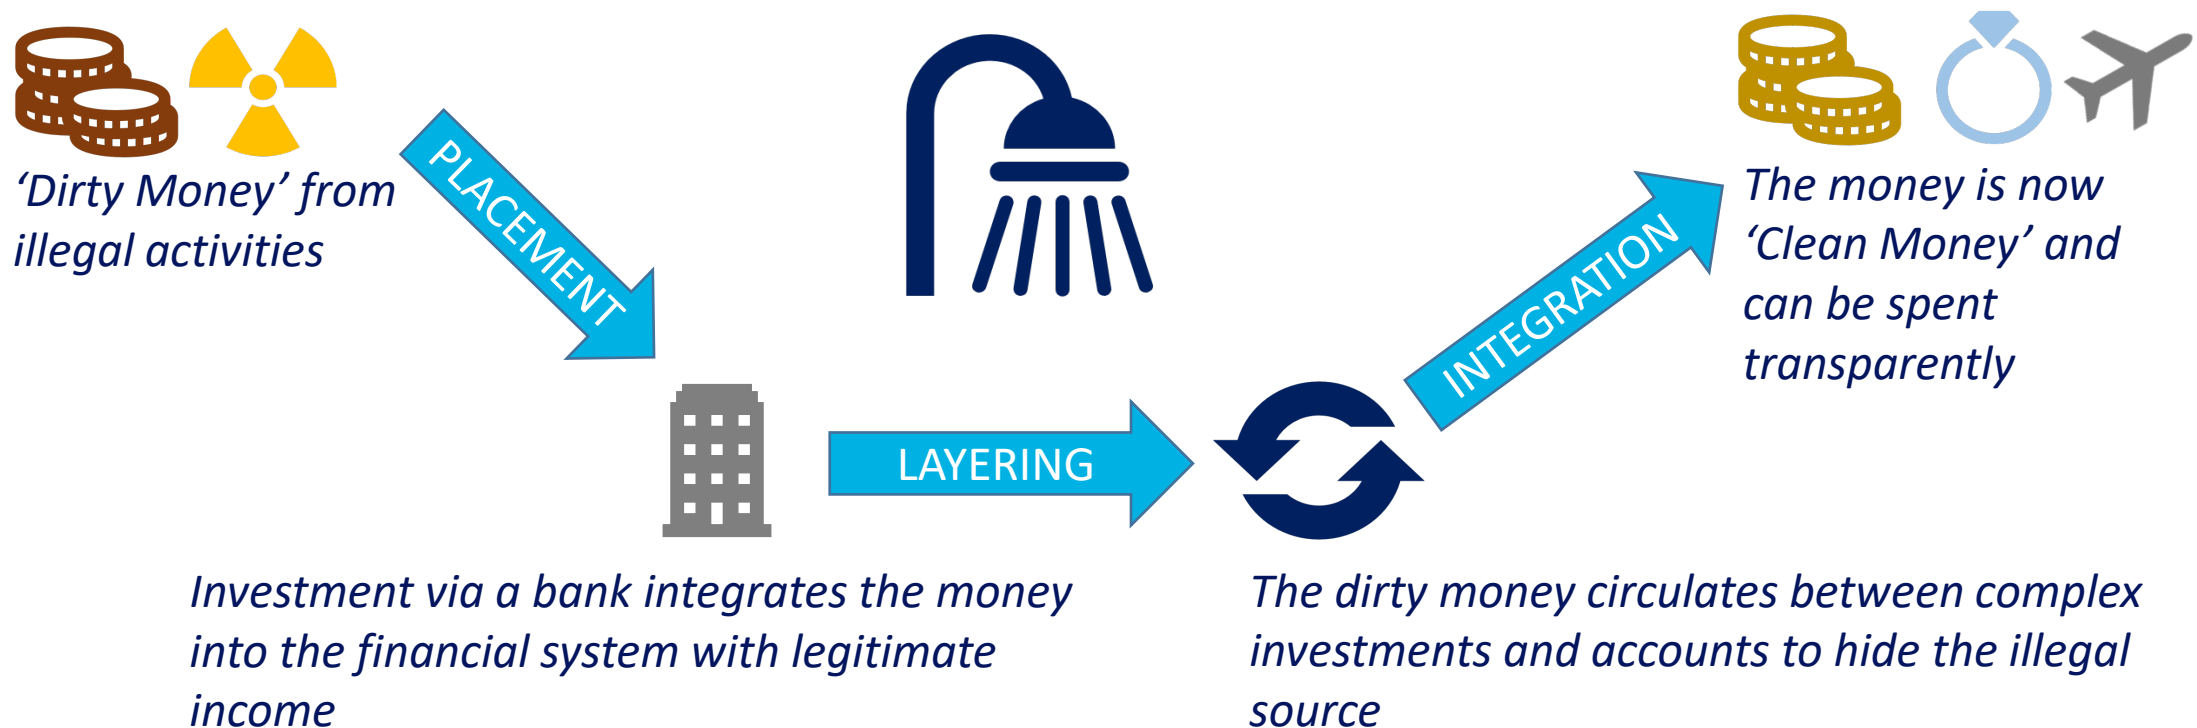 ‘Dirty Money’ from
illegal activities
PLACEMENT
LAYERING
INTEGRATION
The money is now
‘Clean Money’ and
can be spent
transparently
Investment via a bank integrates the money
into the financial system with legitimate
income
The dirty money circulates between complex
investments and accounts to hide the illegal
source